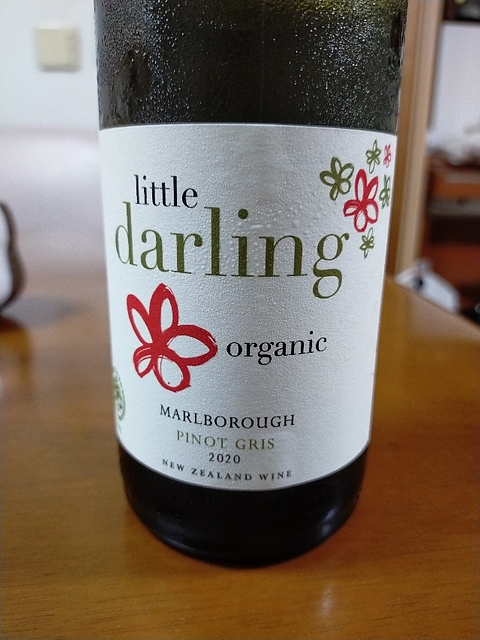 little
darling
organic
MARLBOROUGH
PINOT GRIS
2020
NEW ZEALAND WINE